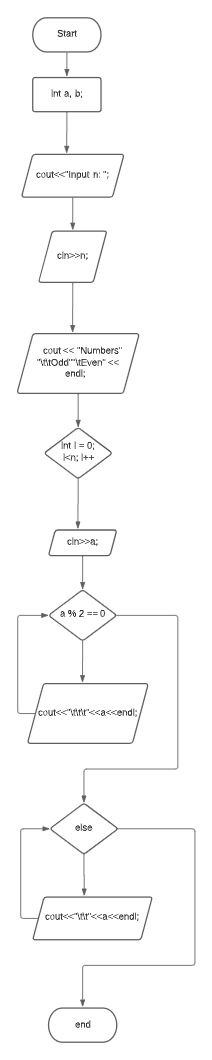 Start
int a, b;
cout<<"Input n: ";
cin>>n;
cout << "Numbers"
"\t\tOdd""\tEven" <<
endl;
int i = 0;
i<n; i++
cin>>a;
a % 2 == 0
cout<<"\t\t\t"<<a<<endl;
else
cout<<"\t\t"<<a<<endl;
end